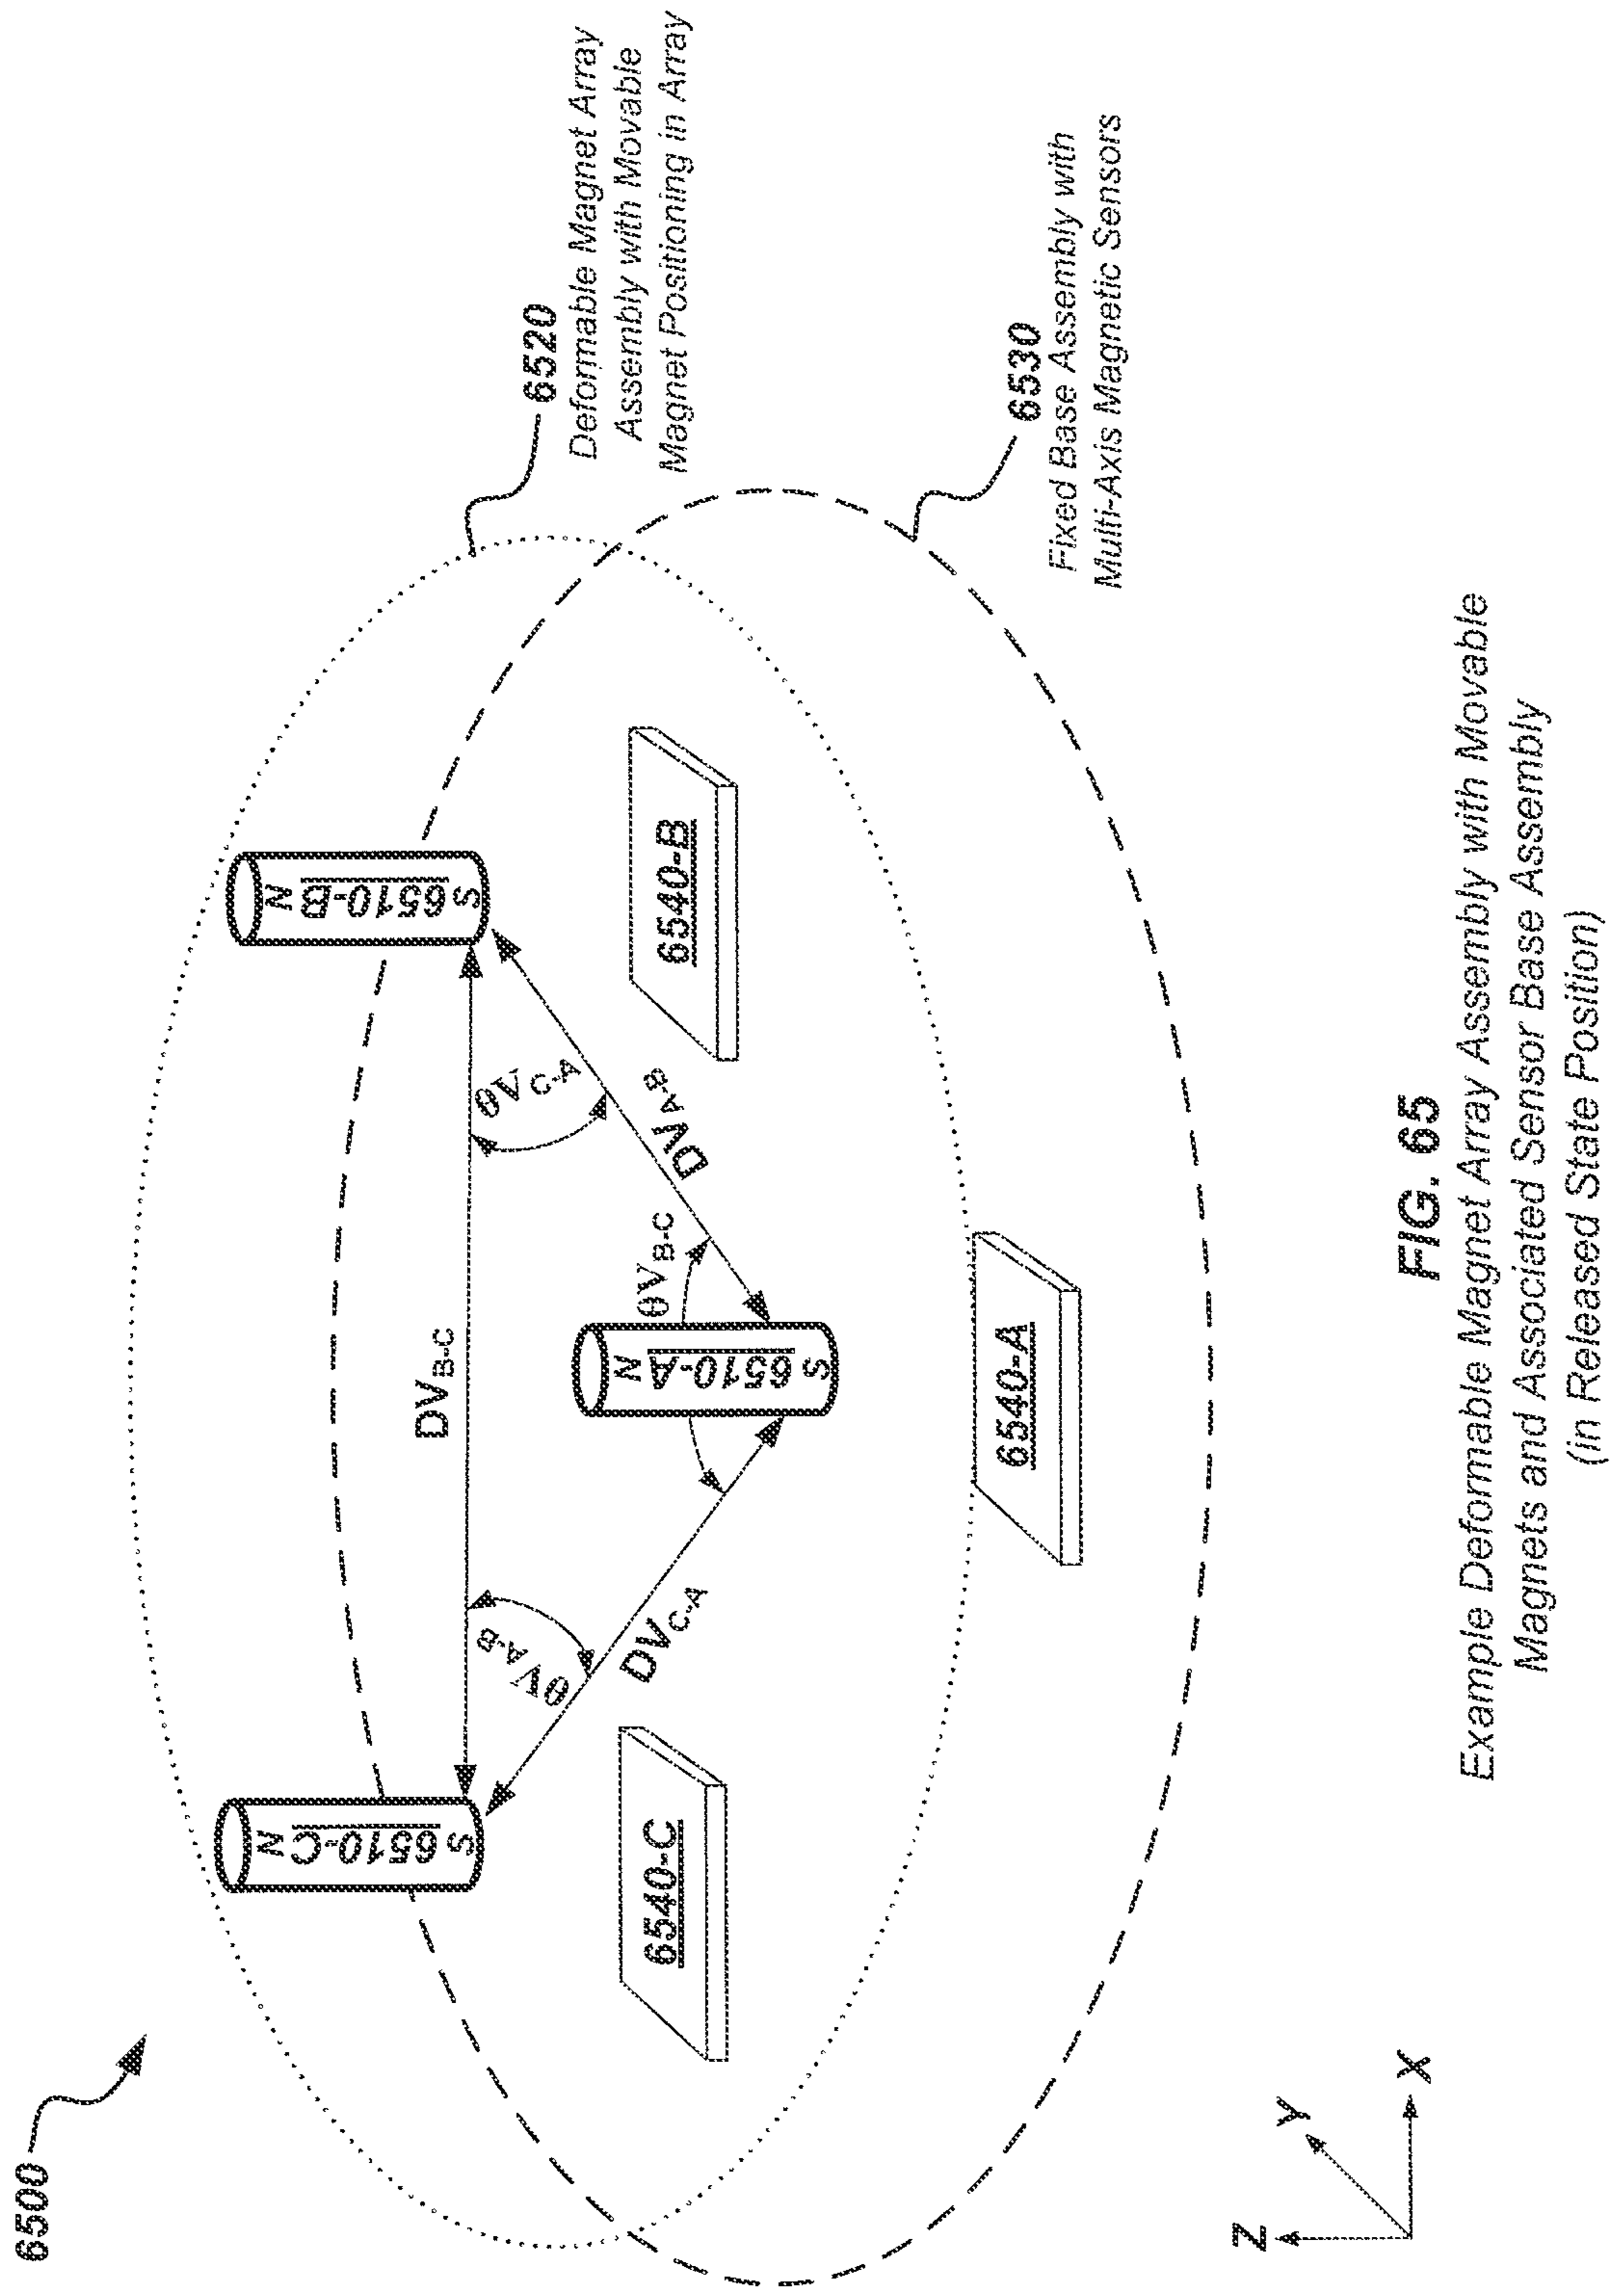 6500
6520
Deformable Magnet Array
Assembly with Movable
Magnet Positioning in Array
6530
Fixed Base Assembly with
Multi-Axis Magnetic Sensors
N
6510-C
S
N
6510-B
S
N
6510-A
S
DVB-C
θVA-B
θVC-A
θVB-C
DVC-A
DVA-B
6540-C
6540-B
6540-A
Z
Y
X
FIG. 65
Example Deformable Magnet Array Assembly with Movable
Magnets and Associated Sensor Base Assembly
(in Released State Position)